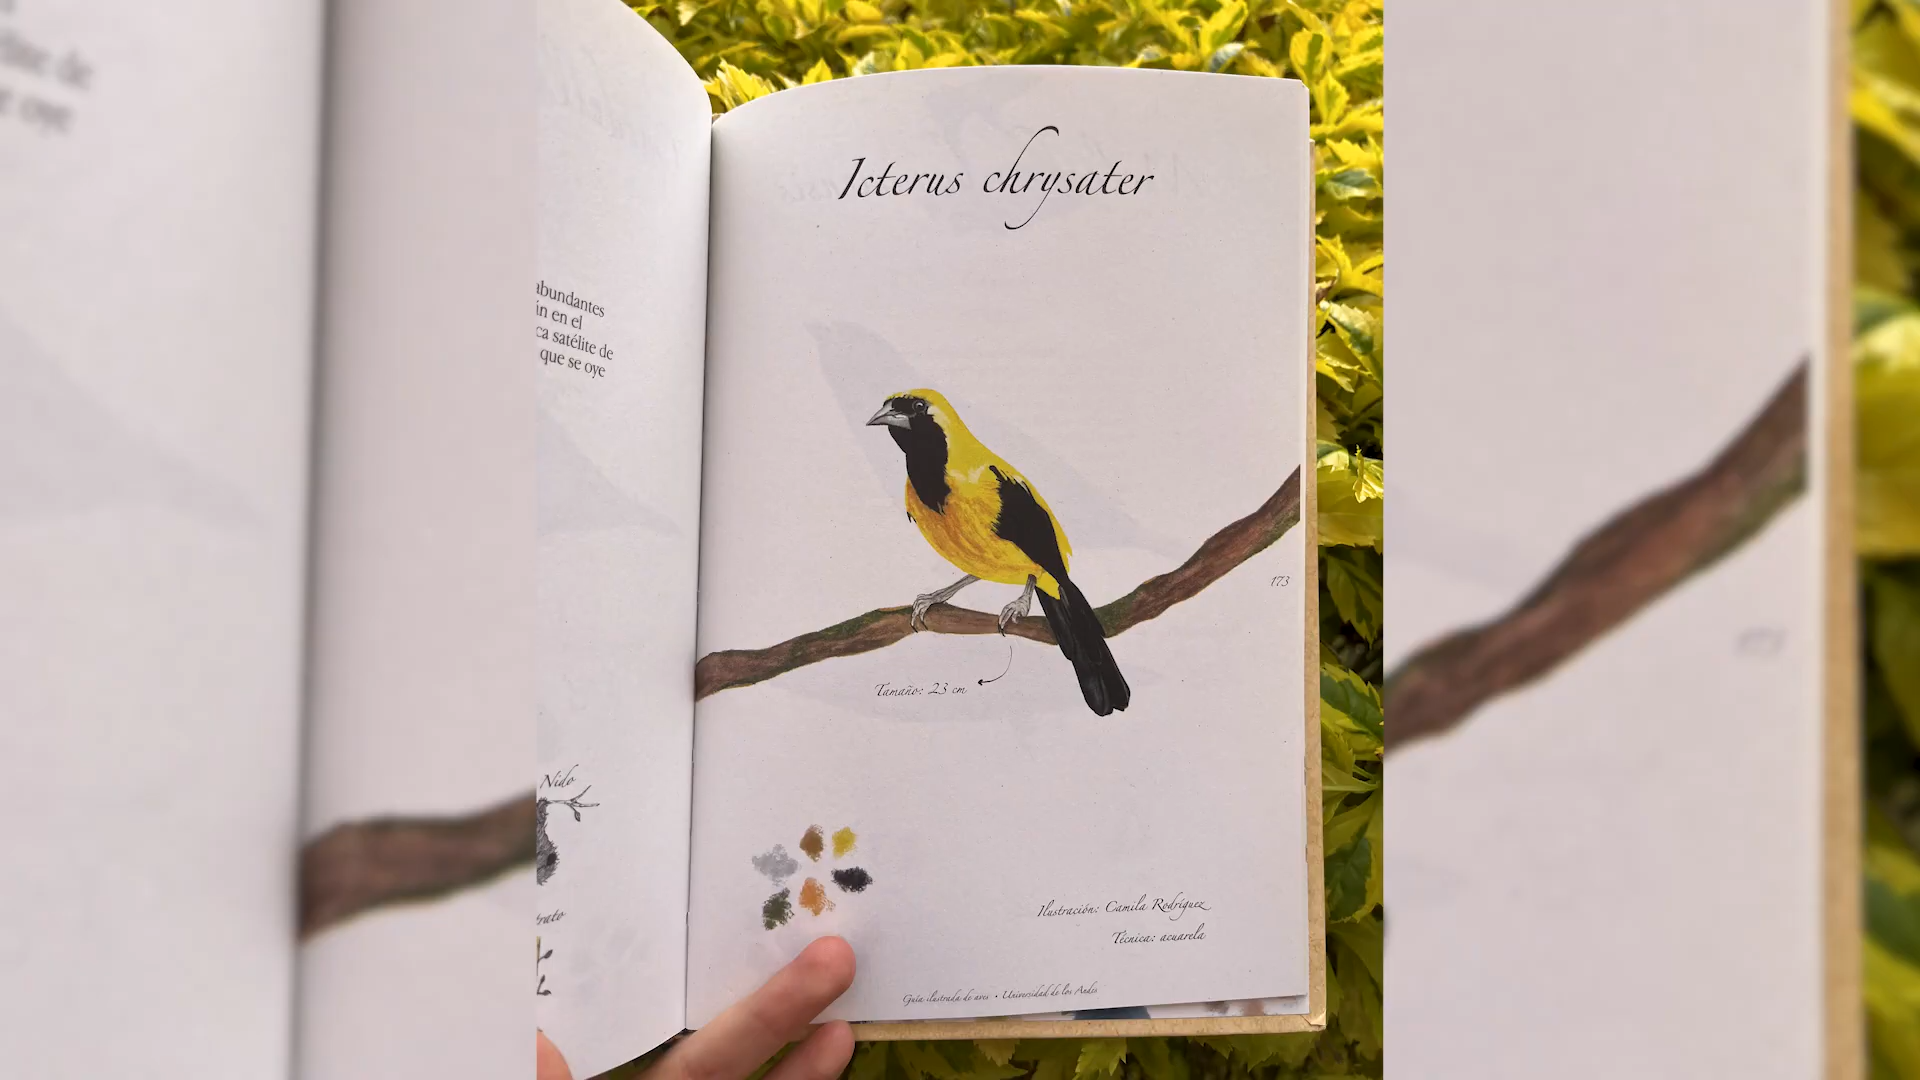 abundantes
in en el
ca satélite de
que se oye
Nido
trato
Icterus chrysater
173
Tamaño: 23 cm
Ilustración: Camila Rodríguez
Técnica: acuarela
Guía ilustrada de aves • Universidad de los Andes